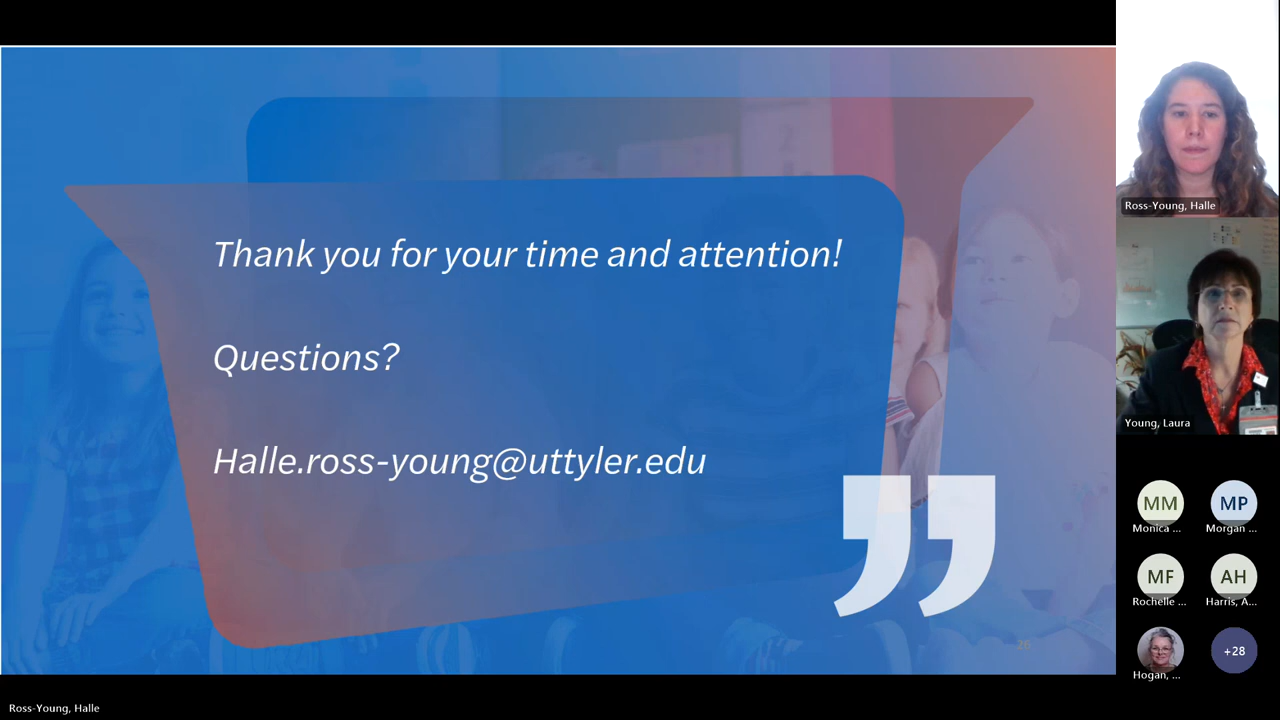 Thank you for your time and attention!
Questions?
Halle.ross-young@uttyler.edu
26
Ross-Young, Halle
Young, Laura
MM
Monica ...
MP
Morgan ...
MF
Rochelle ...
AH
Harris, A...
Hogan, ...
+28
Ross-Young, Halle